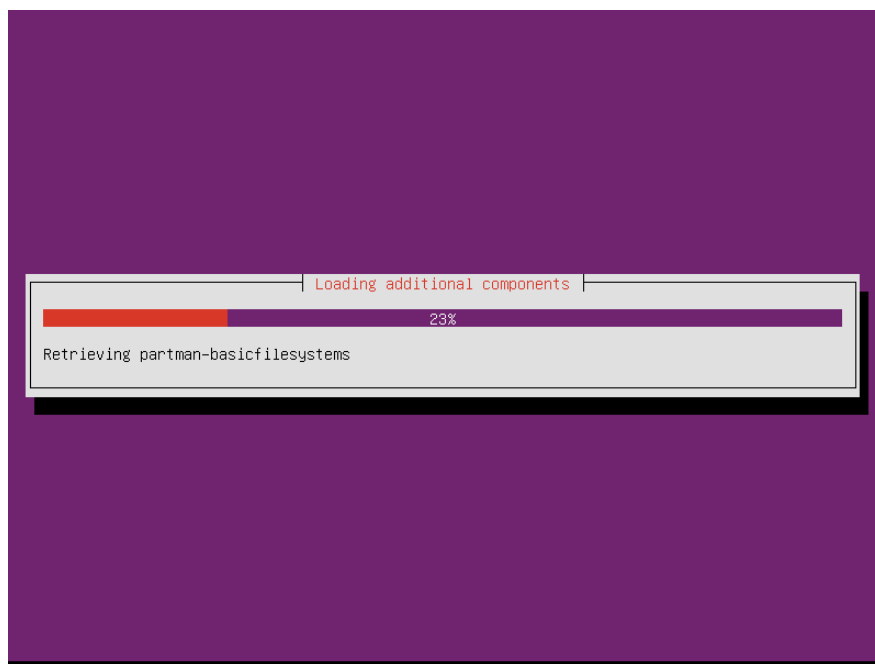 Loading additional components
23%
Retrieving partman-basicfilesystems